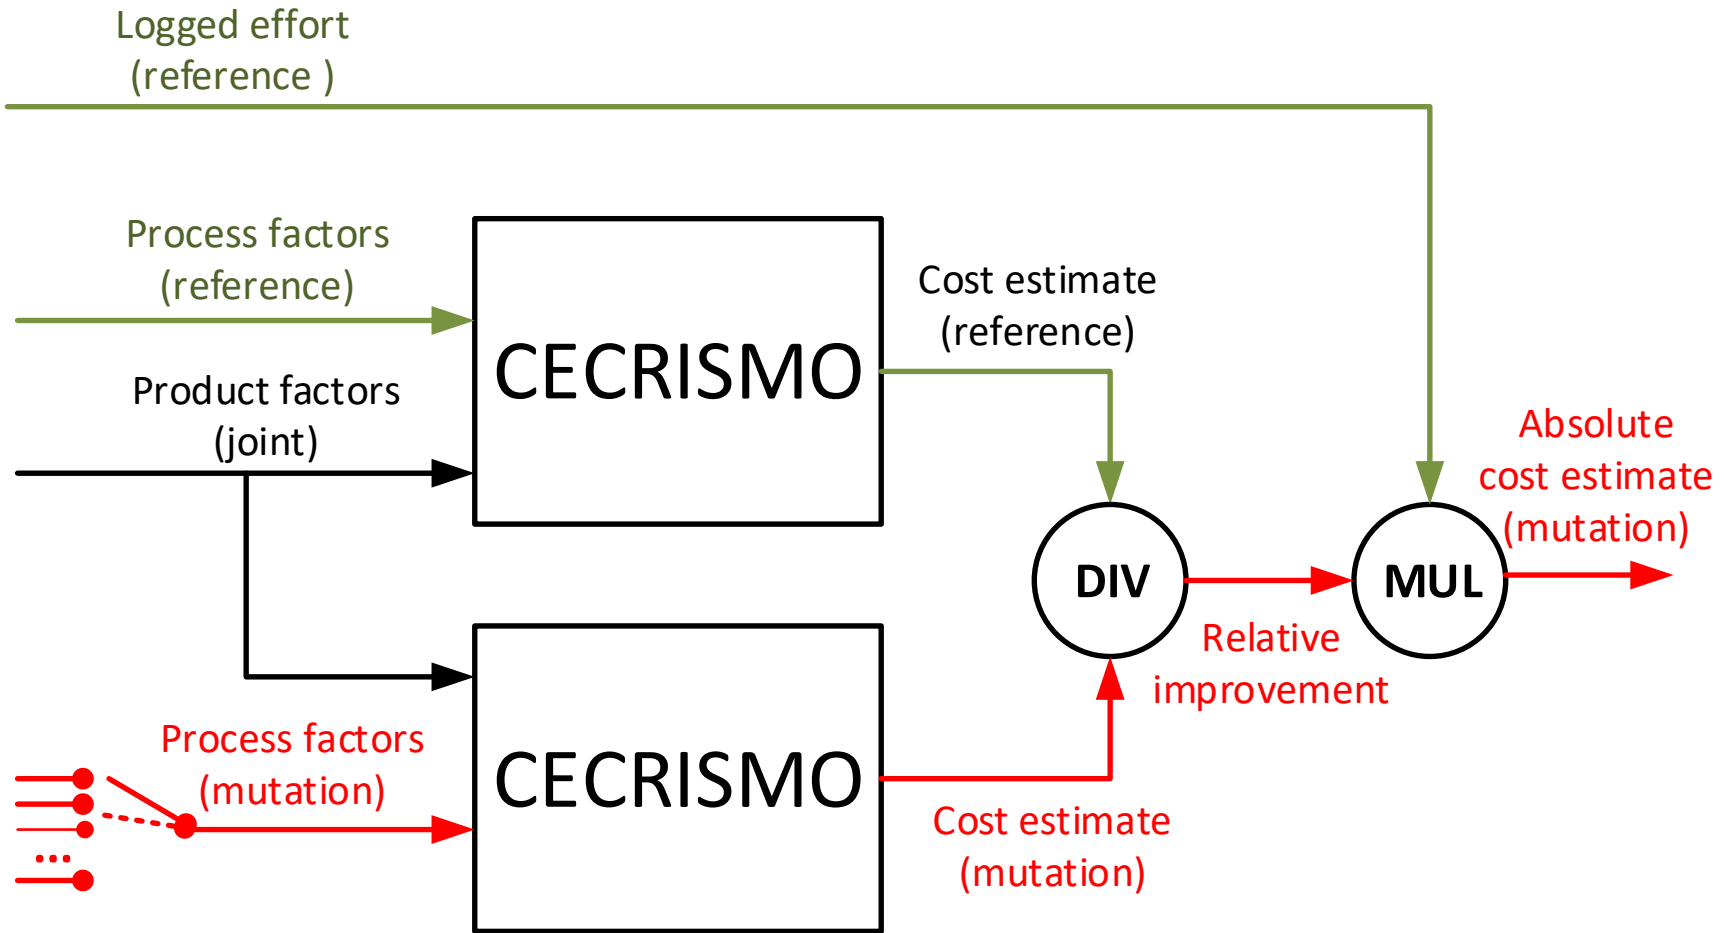 Logged effort
(reference )
Process factors
(reference)
Product factors
(joint)
CECRISMO
Cost estimate
(reference)
Absolute
cost estimate
(mutation)
DIV
MUL
Relative
improvement
Process factors
(mutation)
...
CECRISMO
Cost estimate
(mutation)